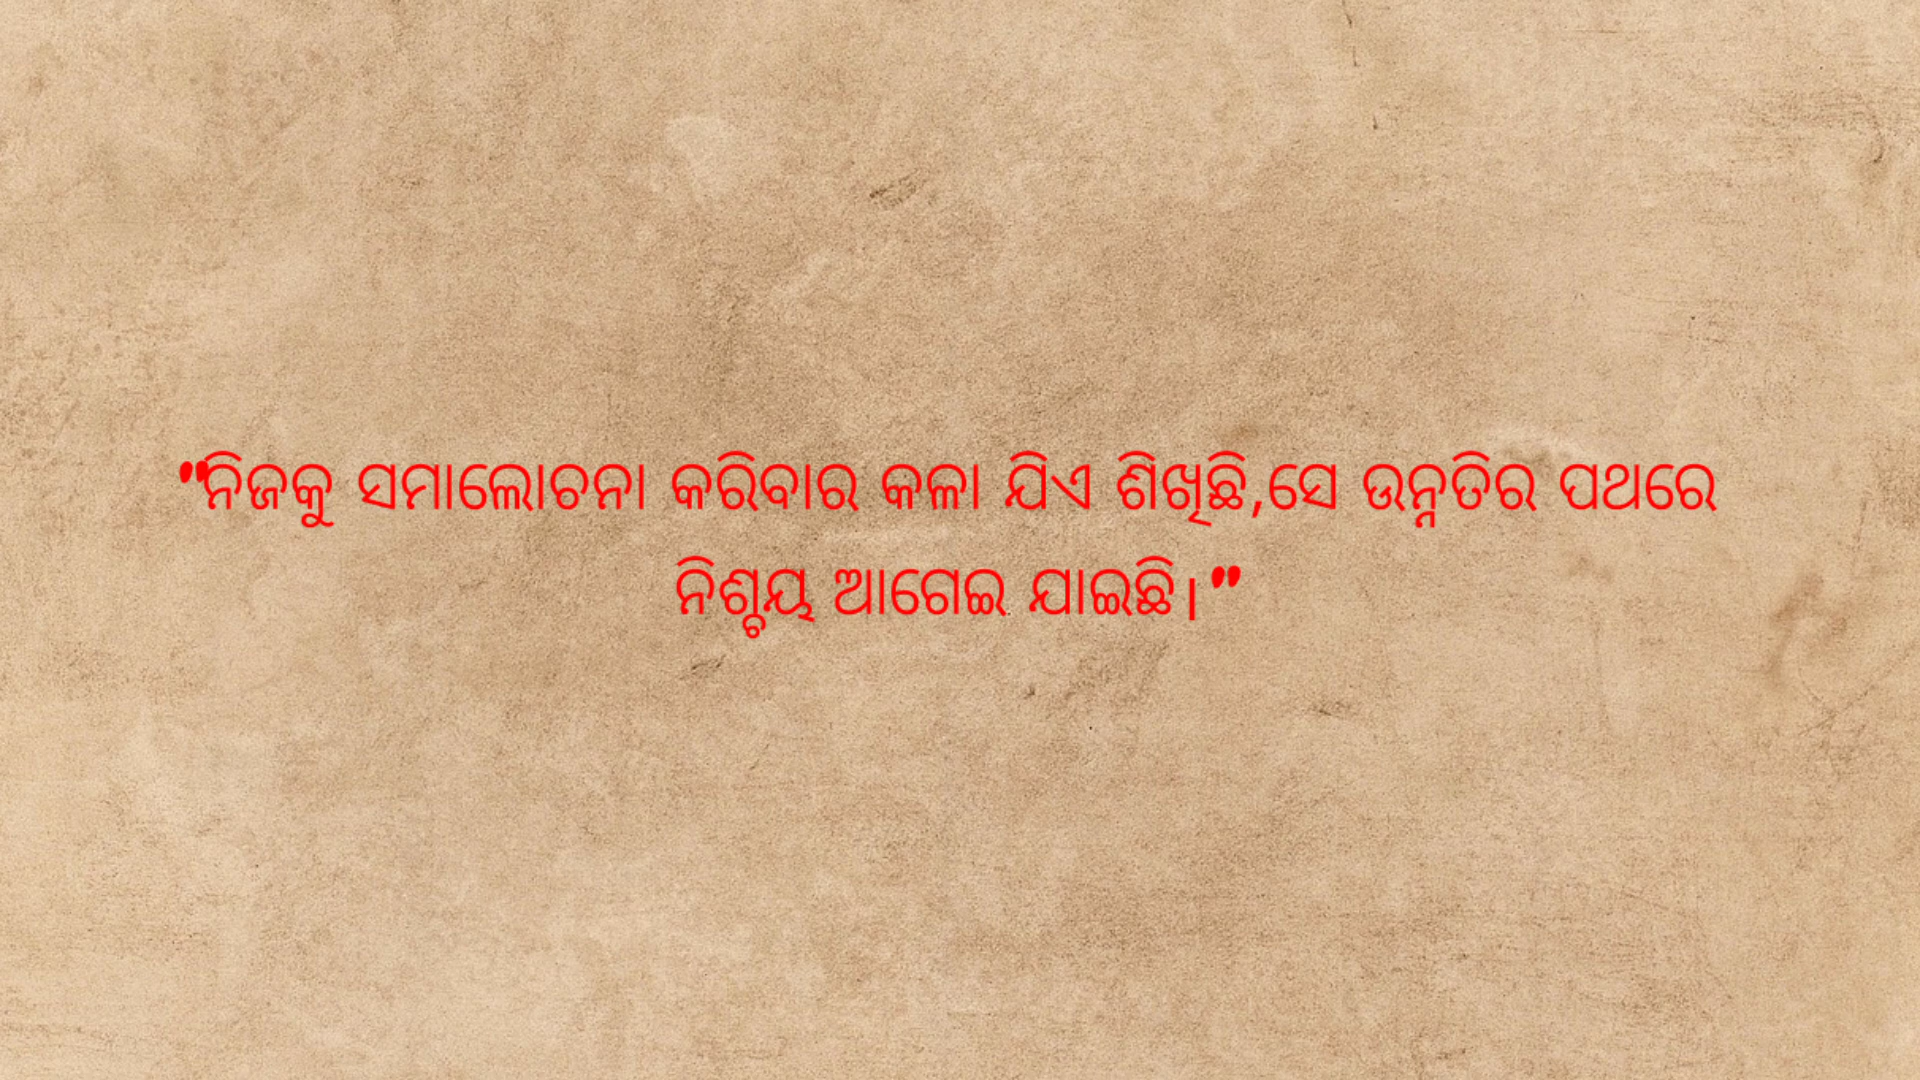 "ନିଜକୁ ସମାଲୋଚନା କରିବାର କଳା ଯିଏ ଶିଖିଛି,ସେ ଉନ୍ନତିର ପଥରେ
ନିଶ୍ଚୟ ଆଗେଇ ଯାଇଛି।"